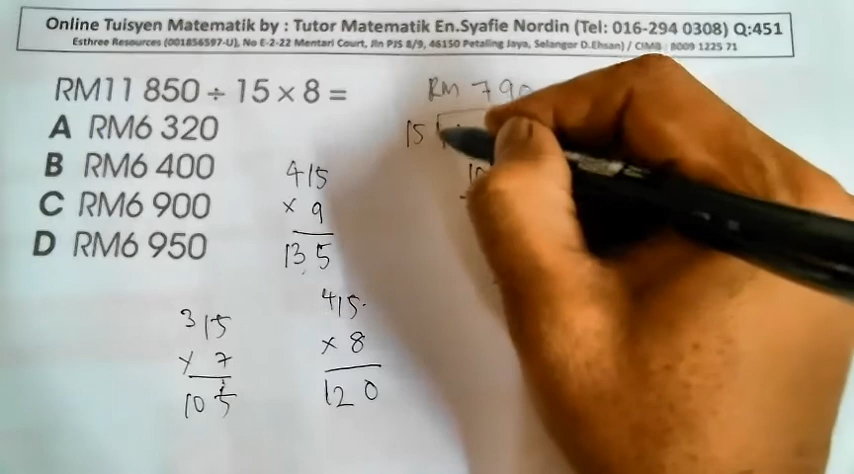 Online Tuisyen Matematik by : Tutor Matematik En.Syafie Nordin (Tel: 016-294 0308) Q:451
Esthree Resources (001856597-U), No E-2-22 Mentari Court, Jln PJS 8/9, 46150 Petaling Jaya, Selangor D.Ehsan) / CIMB : 8009 1225 71
RM11 850 ÷ 15 × 8 =
A RM6 320
B RM6 400
C RM6 900
D RM6 950
RM 790
15
10
415
× 9
135
315
× 7
105
415
× 8
120